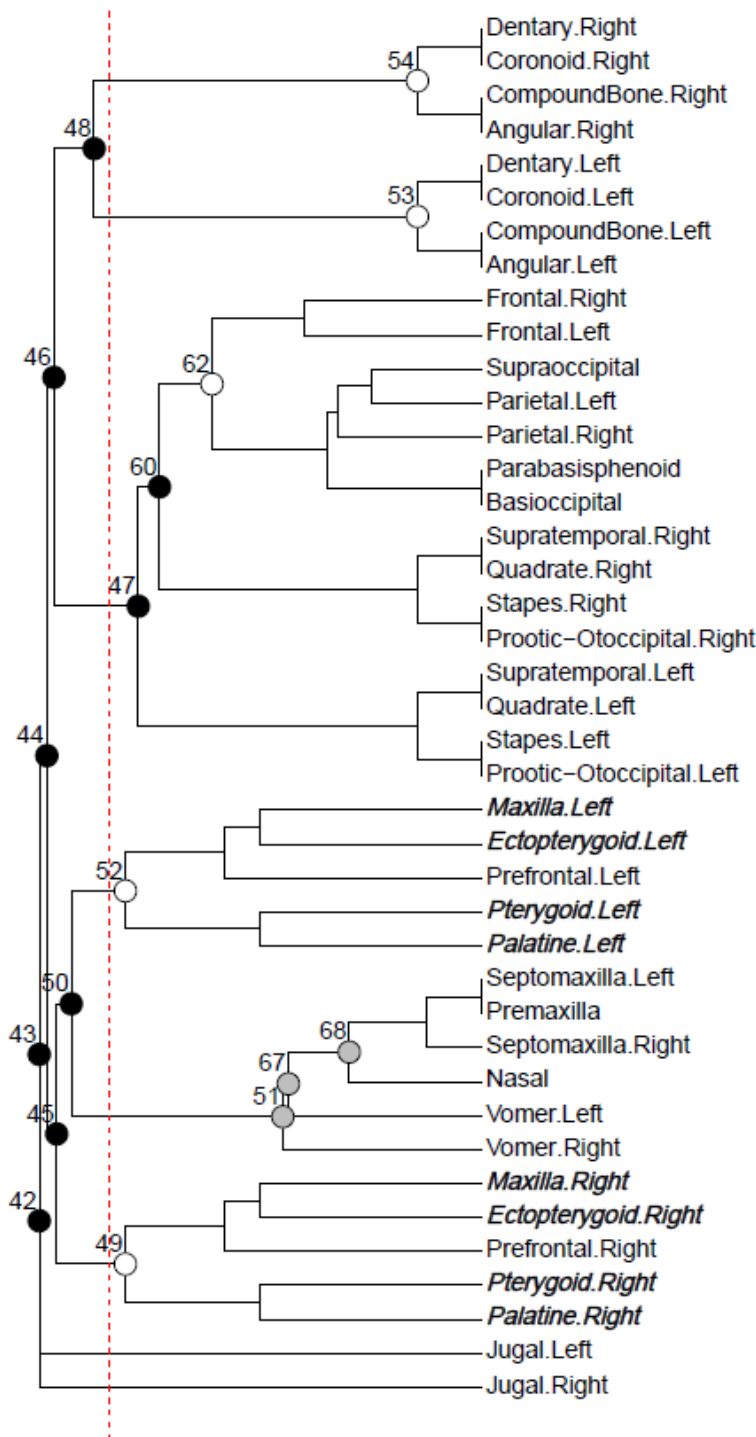 Dentary.Right
54
Coronoid.Right
CompoundBone.Right
48
Angular.Right
Dentary.Left
53
Coronoid.Left
CompoundBone.Left
Angular.Left
Frontal.Right
Frontal.Left
46
62
Supraoccipital
Parietal.Left
Parietal.Right
60
Parabasisphenoid
Basioccipital
Supratemporal.Right
Quadrate.Right
47
Stapes.Right
Prootic−Otoccipital.Right
Supratemporal.Left
Quadrate.Left
44
Stapes.Left
Prootic−Otoccipital.Left
Maxilla.Left
Ectopterygoid.Left
52
Prefrontal.Left
Pterygoid.Left
Palatine.Left
50
Septomaxilla.Left
Premaxilla
43
68
Septomaxilla.Right
67
Nasal
45
51
Vomer.Left
Vomer.Right
Maxilla.Right
42
Ectopterygoid.Right
49
Prefrontal.Right
Pterygoid.Right
Palatine.Right
Jugal.Left
Jugal.Right